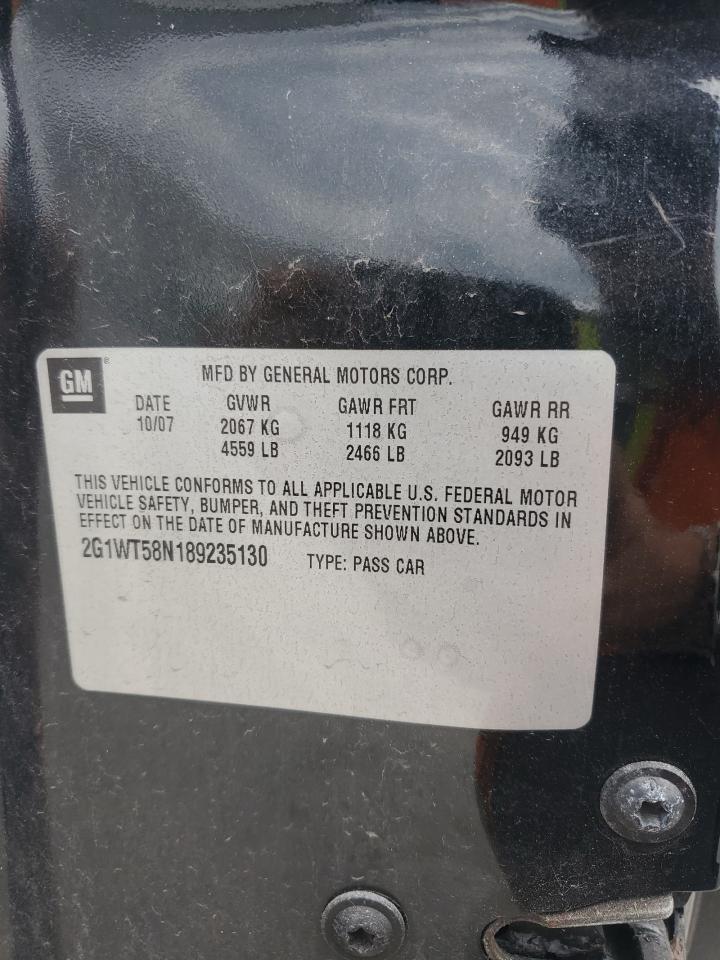 GM ®
MFD BY GENERAL MOTORS CORP.
DATE GVWR GAWR FRT GAWR RR
10/07 2067 KG 1118 KG 949 KG
4559 LB 2466 LB 2093 LB
THIS VEHICLE CONFORMS TO ALL APPLICABLE U.S. FEDERAL MOTOR
VEHICLE SAFETY, BUMPER, AND THEFT PREVENTION STANDARDS IN
EFFECT ON THE DATE OF MANUFACTURE SHOWN ABOVE.
2G1WT58N189235130 TYPE: PASS CAR